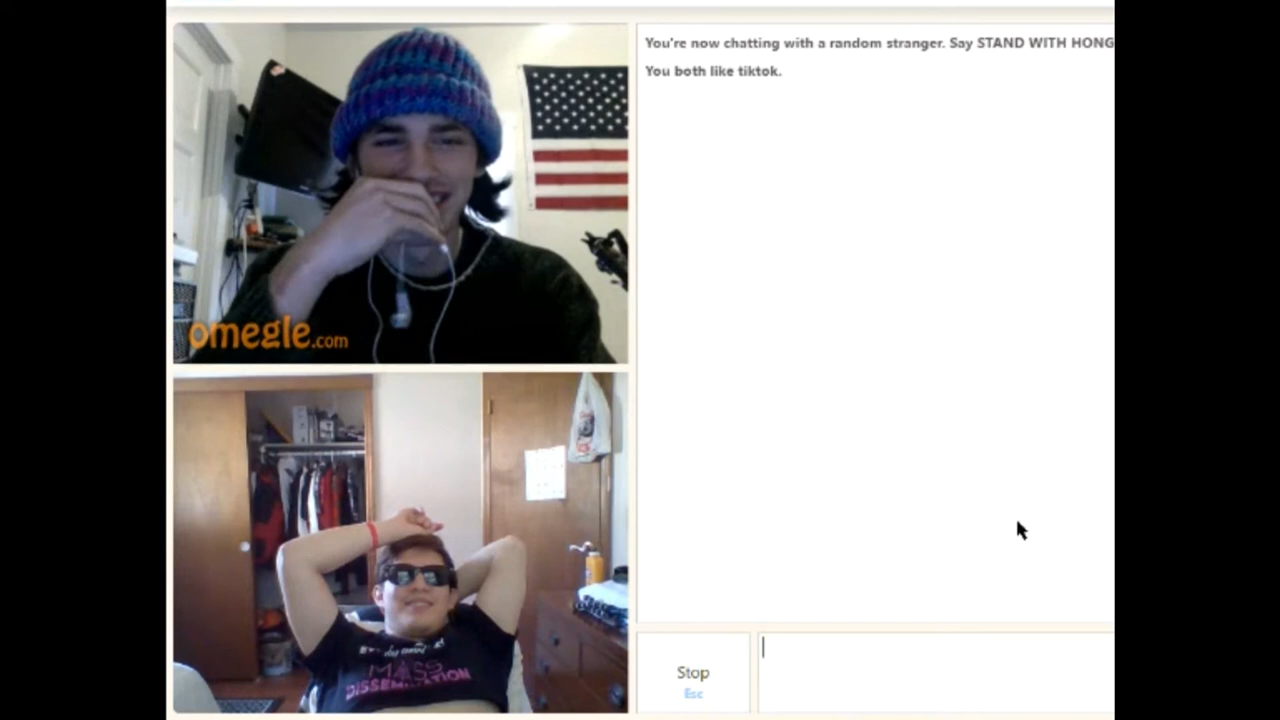 You're now chatting with a random stranger. Say STAND WITH HONG
You both like tiktok.
omegle.com
MASS
DISSEMINATION
Stop
Esc